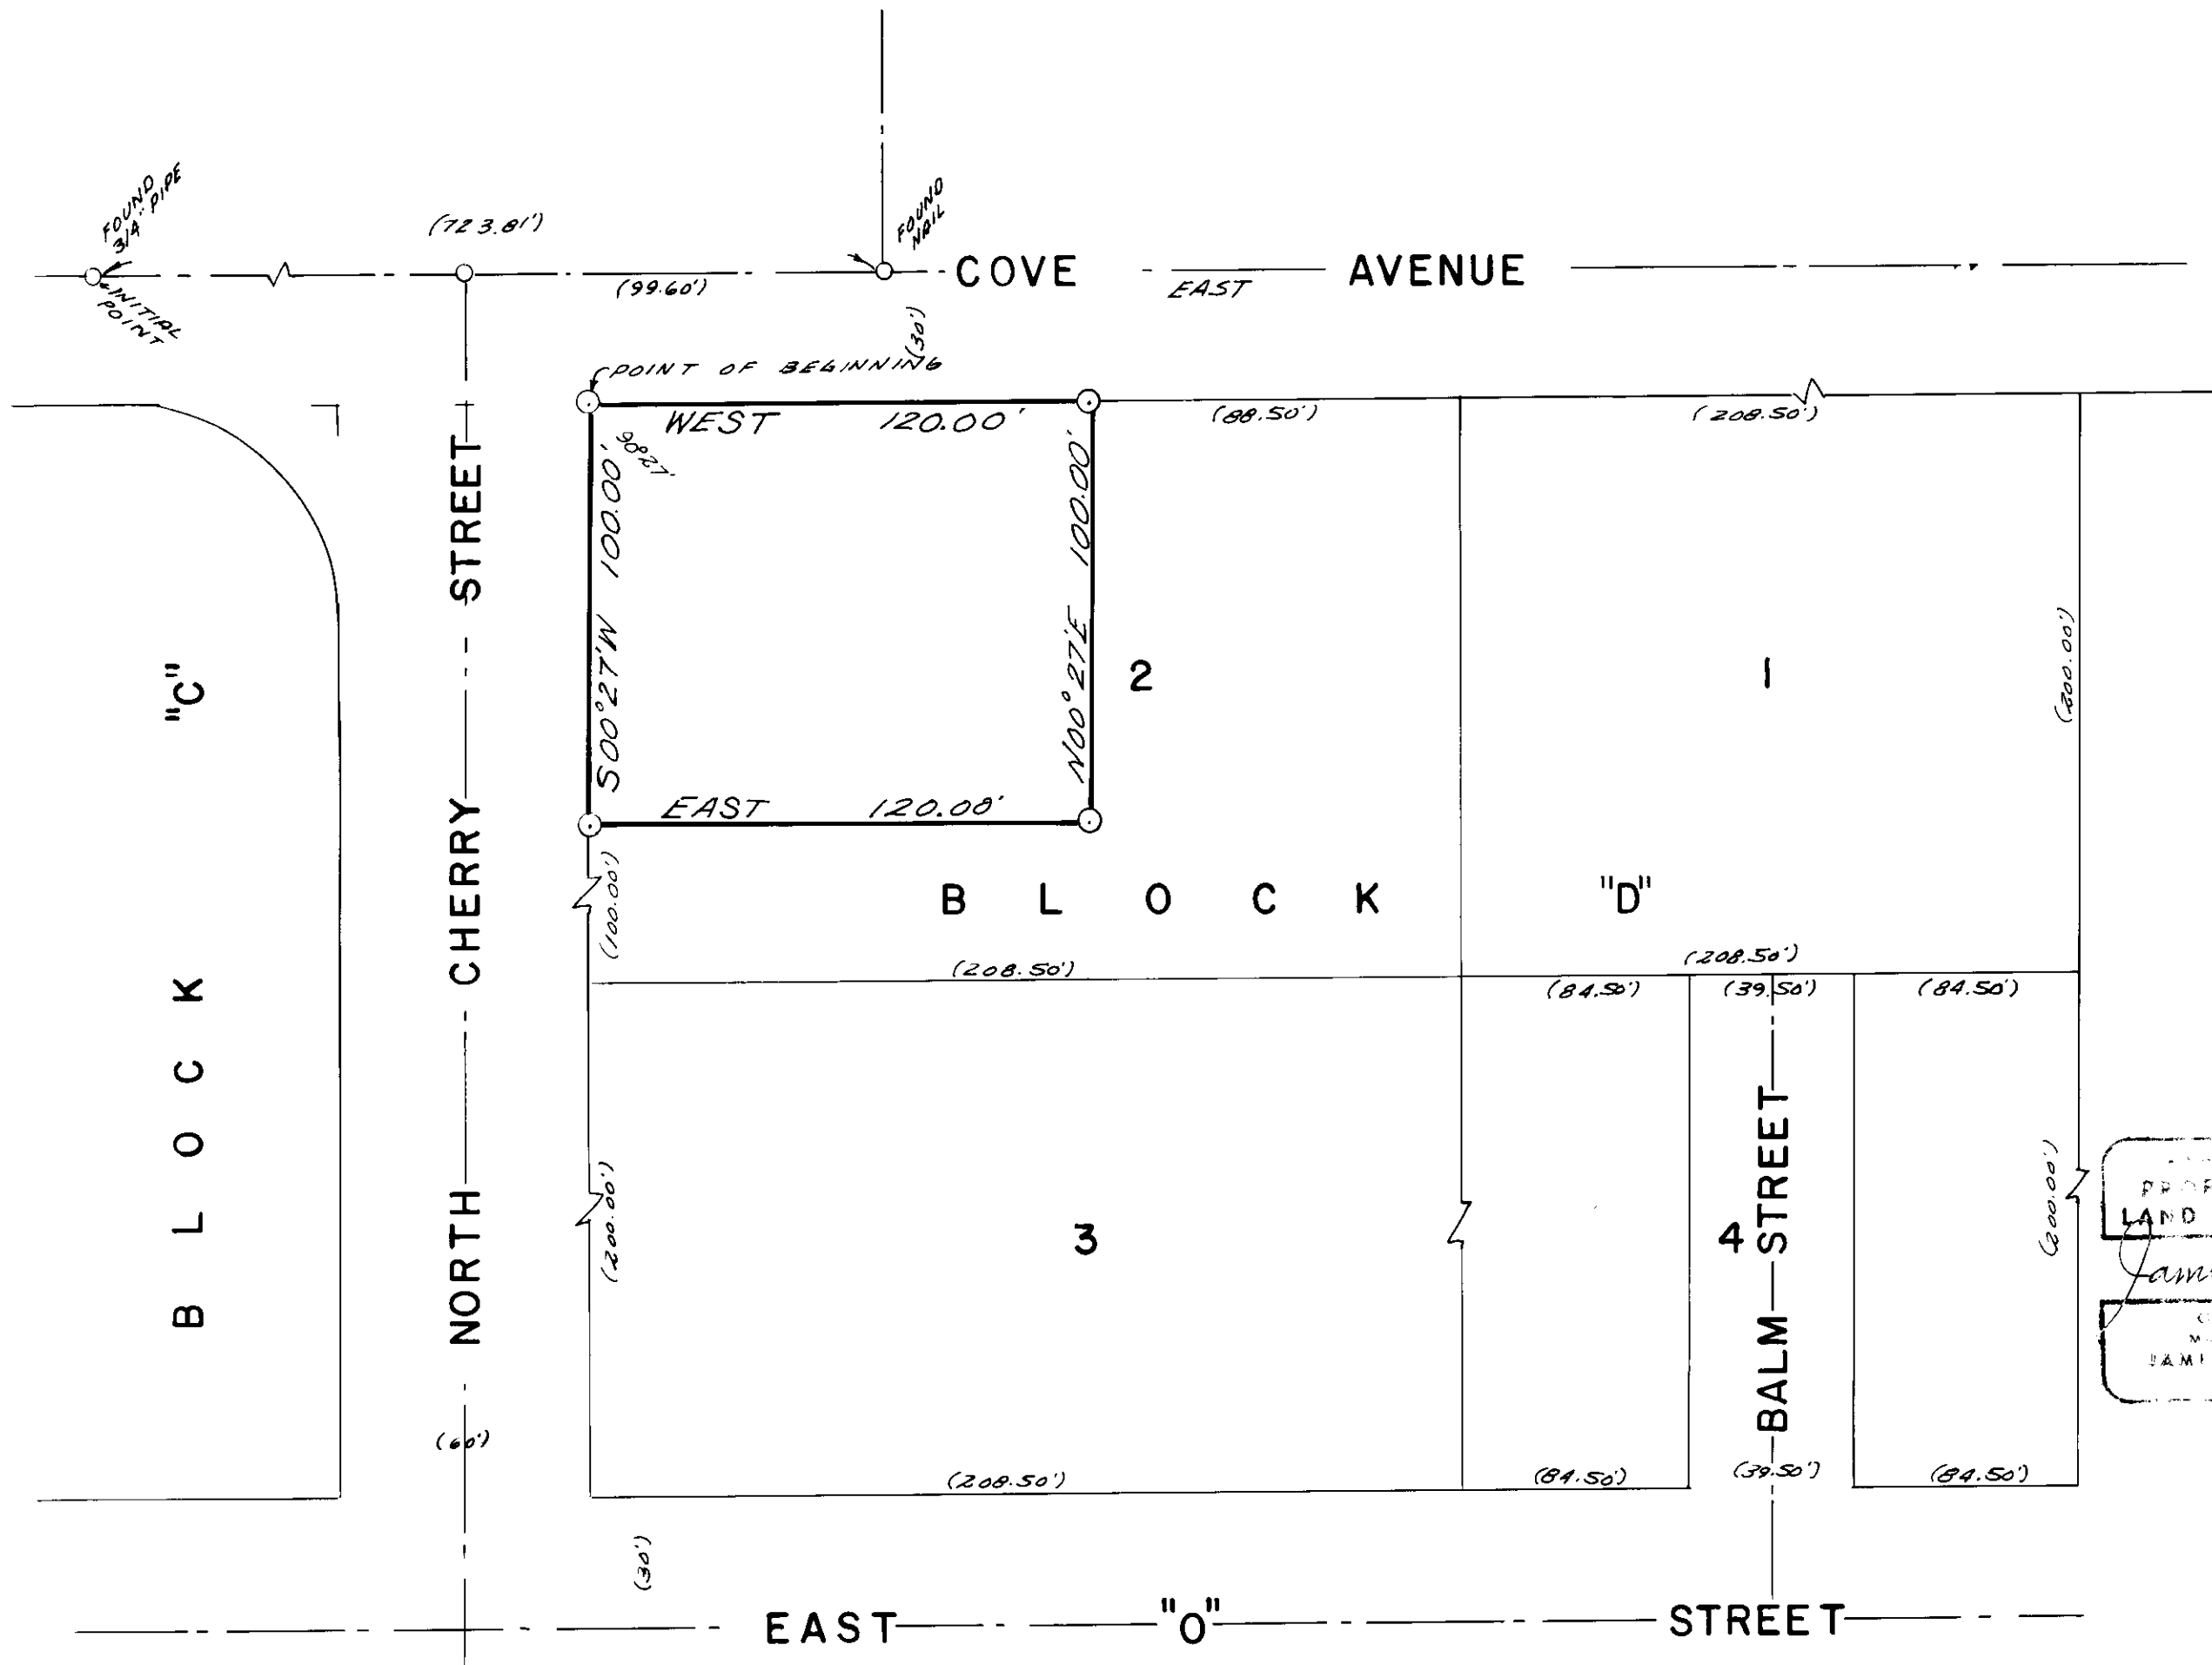 FOUND
3/4" PIPE
(723.81')
FOUND
NAIL
INITIAL
POINT
(99.60')
COVE EAST AVENUE
(30')
POINT OF BEGINNING
WEST 120.00'
(88.50')
(208.50')
90°27'
S00°27'W 100.00'
N00°27'E 100.00'
EAST 120.00'
2
1
(200.00')
BLOCK "C"
NORTH CHERRY STREET
(100.00')
BLOCK "D"
(208.50')
(208.50')
(84.50')
(39.50')
(84.50')
(200.00')
3
4
BALM STREET
(200.00')
LAND
(60')
(208.50')
(84.50')
(39.50')
(84.50')
(30')
EAST "O" STREET